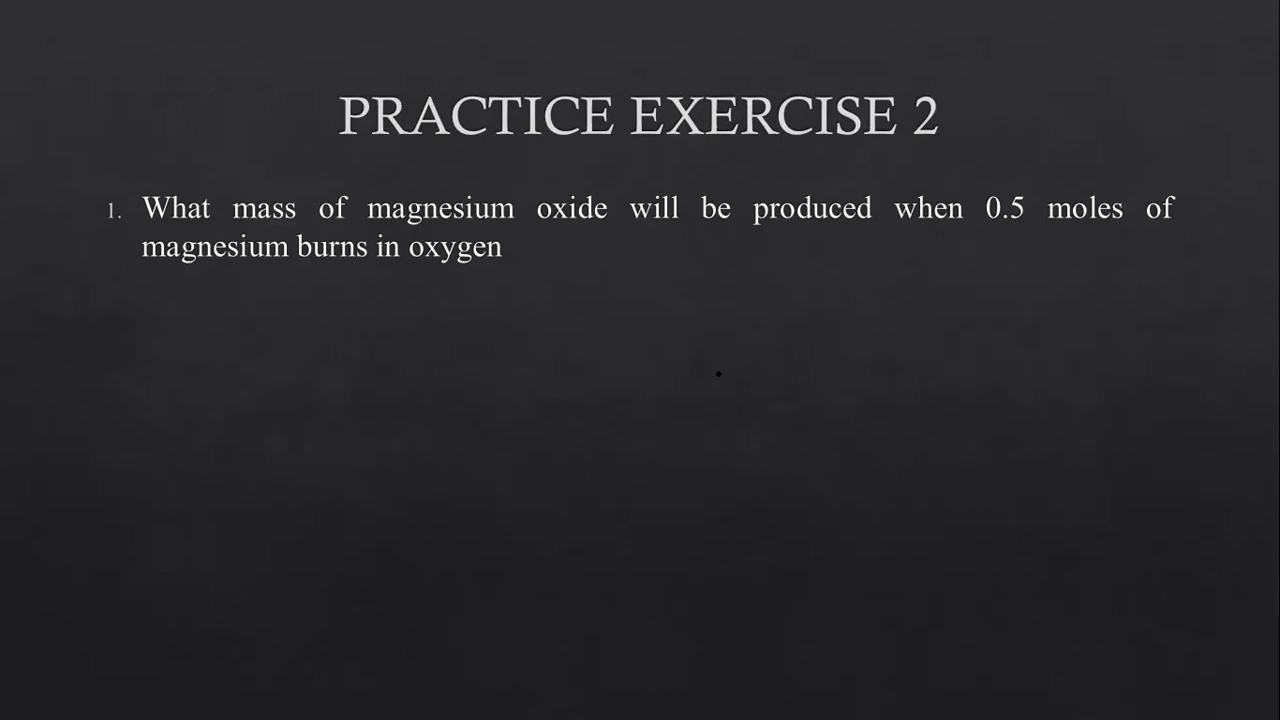 PRACTICE EXERCISE 2
1. What mass of magnesium oxide will be produced when 0.5 moles of
magnesium burns in oxygen